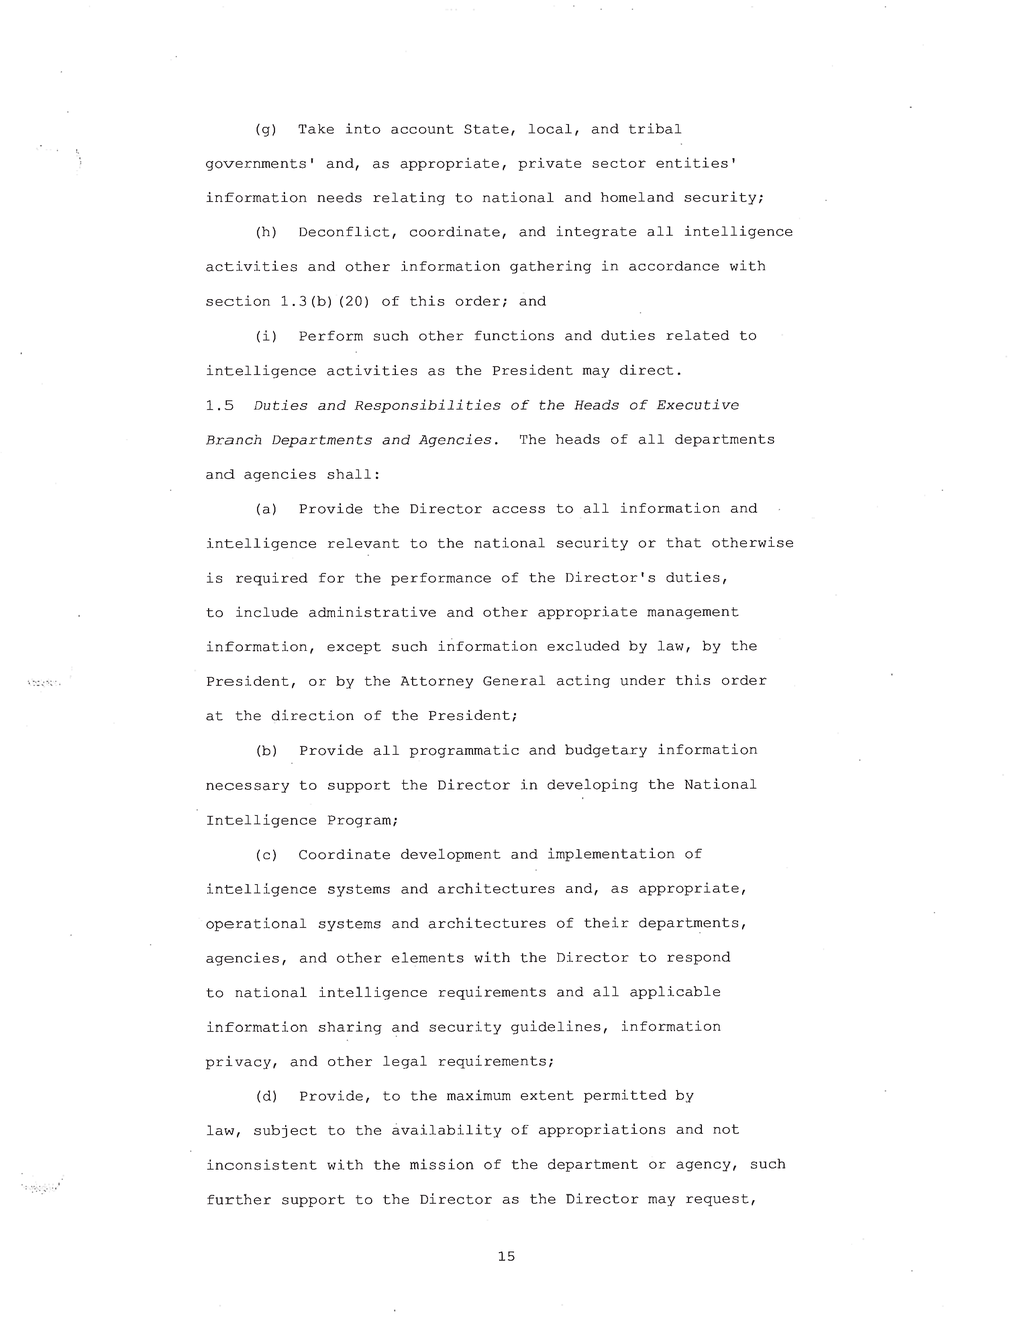 (g) Take into account State, local, and tribal
governments' and, as appropriate, private sector entities'
information needs relating to national and homeland security;
(h) Deconflict, coordinate, and integrate all intelligence
activities and other information gathering in accordance with
section 1.3(b)(20) of this order; and
(i) Perform such other functions and duties related to
intelligence activities as the President may direct.
1.5 Duties and Responsibilities of the Heads of Executive
Branch Departments and Agencies. The heads of all departments
and agencies shall:
(a) Provide the Director access to all information and
intelligence relevant to the national security or that otherwise
is required for the performance of the Director's duties,
to include administrative and other appropriate management
information, except such information excluded by law, by the
President, or by the Attorney General acting under this order
at the direction of the President;
(b) Provide all programmatic and budgetary information
necessary to support the Director in developing the National
Intelligence Program;
(c) Coordinate development and implementation of
intelligence systems and architectures and, as appropriate,
operational systems and architectures of their departments,
agencies, and other elements with the Director to respond
to national intelligence requirements and all applicable
information sharing and security guidelines, information
privacy, and other legal requirements;
(d) Provide, to the maximum extent permitted by
law, subject to the availability of appropriations and not
inconsistent with the mission of the department or agency, such
further support to the Director as the Director may request,
15